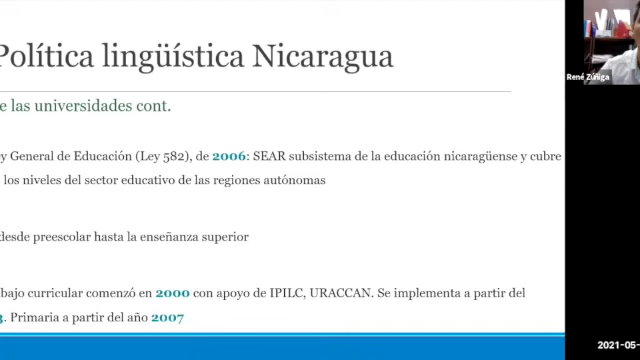 Política lingüística Nicaragua
e las universidades cont.
y General de Educación (Ley 582), de 2006: SEAR subsistema de la educación nicaragüense y cubre
los niveles del sector educativo de las regiones autónomas
desde preescolar hasta la enseñanza superior
bajo curricular comenzó en 2000 con apoyo de IPILC, URACCAN. Se implementa a partir del
3. Primaria a partir del año 2007
René Zúñiga
2021-05-